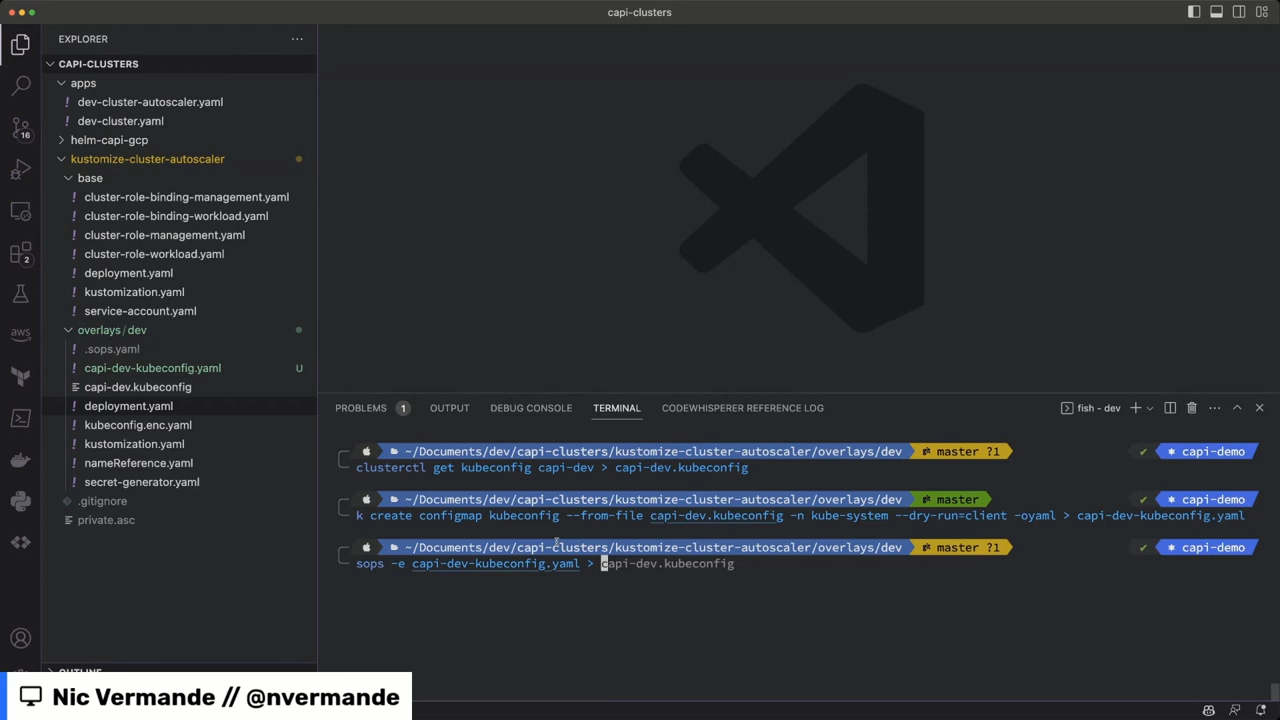 capi-clusters
EXPLORER
CAPI-CLUSTERS
apps
! dev-cluster-autoscaler.yaml
! dev-cluster.yaml
helm-capi-gcp
kustomize-cluster-autoscaler
base
! cluster-role-binding-management.yaml
! cluster-role-binding-workload.yaml
! cluster-role-management.yaml
! cluster-role-workload.yaml
! deployment.yaml
! kustomization.yaml
! service-account.yaml
overlays/dev
! .sops.yaml
! capi-dev-kubeconfig.yaml U
capi-dev.kubeconfig
! deployment.yaml
! kubeconfig.enc.yaml
! kustomization.yaml
! nameReference.yaml
! secret-generator.yaml
.gitignore
private.asc
OUTLINE
16
2
aws
PROBLEMS 1 OUTPUT DEBUG CONSOLE TERMINAL CODEWHISPERER REFERENCE LOG fish - dev
~/Documents/dev/capi-clusters/kustomize-cluster-autoscaler/overlays/dev master ?1 ✔ capi-demo
clusterctl get kubeconfig capi-dev > capi-dev.kubeconfig
~/Documents/dev/capi-clusters/kustomize-cluster-autoscaler/overlays/dev master ✔ capi-demo
k create configmap kubeconfig --from-file capi-dev.kubeconfig -n kube-system --dry-run=client -oyaml > capi-dev-kubeconfig.yaml
~/Documents/dev/capi-clusters/kustomize-cluster-autoscaler/overlays/dev master ?1 ✔ capi-demo
sops -e capi-dev-kubeconfig.yaml > capi-dev.kubeconfig
Nic Vermande // @nvermande